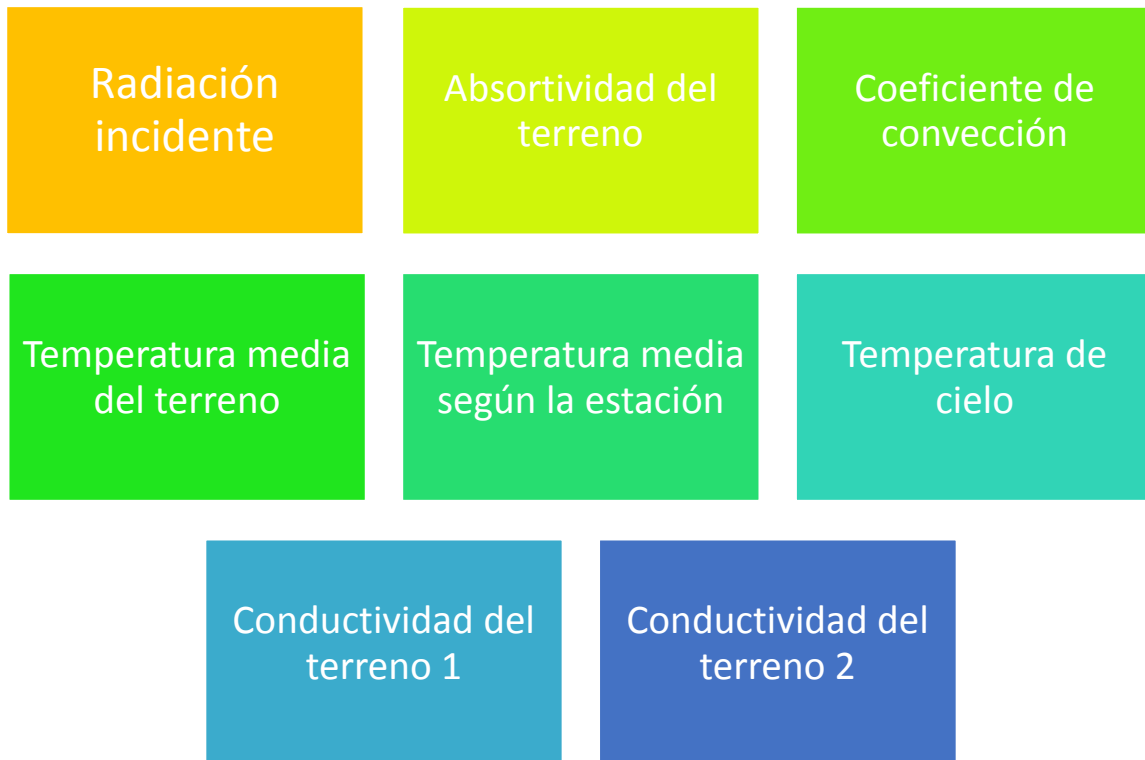 Radiación
incidente
Absortividad del
terreno
Coeficiente de
convección
Temperatura media
del terreno
Temperatura media
según la estación
Temperatura de
cielo
Conductividad del
terreno 1
Conductividad del
terreno 2